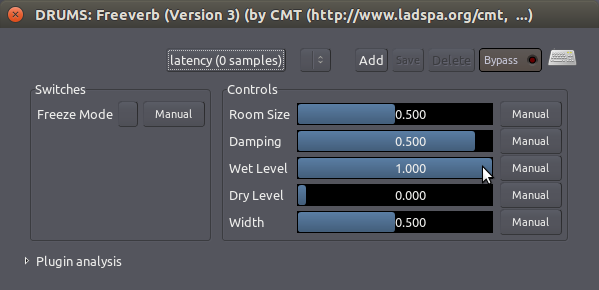 DRUMS: Freeverb (Version 3) (by CMT (http://www.ladspa.org/cmt, ...)
latency (0 samples) Add Save Delete Bypass
Switches
Freeze Mode Manual
Controls
Room Size 0.500 Manual
Damping 0.500 Manual
Wet Level 1.000 Manual
Dry Level 0.000 Manual
Width 0.500 Manual
Plugin analysis